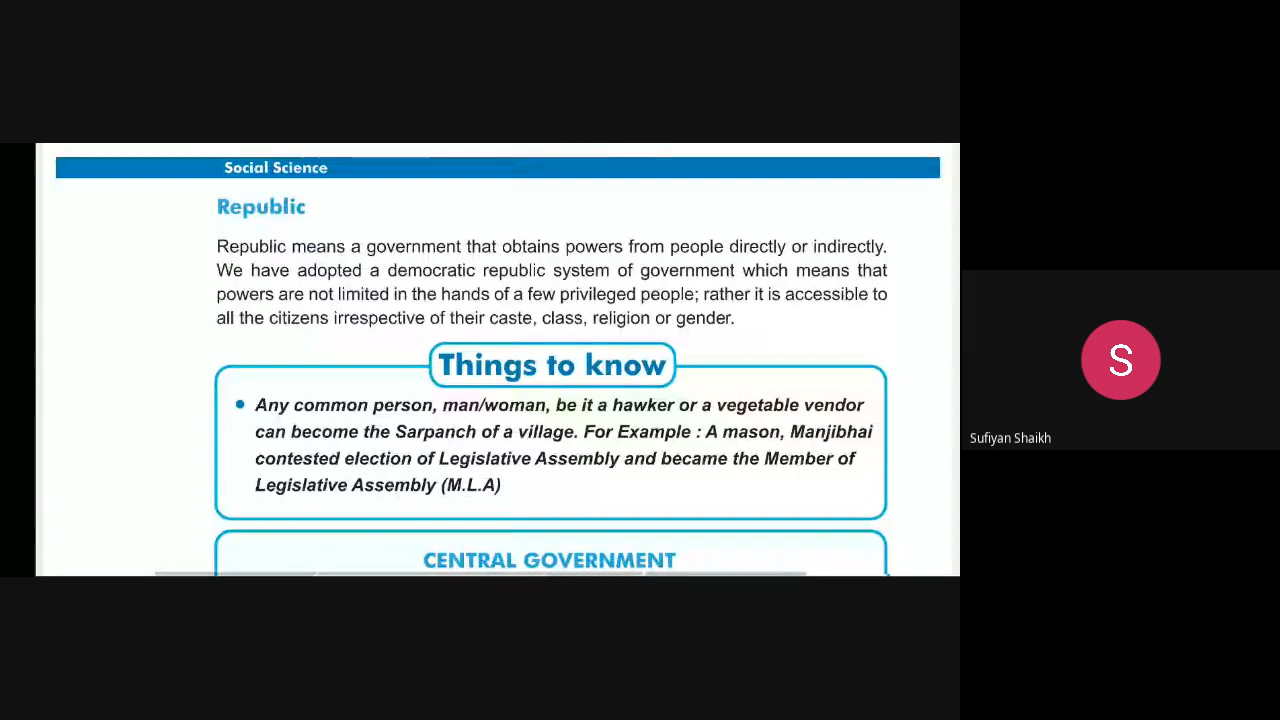 Social Science
Republic
Republic means a government that obtains powers from people directly or indirectly.
We have adopted a democratic republic system of government which means that
powers are not limited in the hands of a few privileged people; rather it is accessible to
all the citizens irrespective of their caste, class, religion or gender.
Things to know
• Any common person, man/woman, be it a hawker or a vegetable vendor
can become the Sarpanch of a village. For Example : A mason, Manjibhai
contested election of Legislative Assembly and became the Member of
Legislative Assembly (M.L.A)
CENTRAL GOVERNMENT
S
Sufiyan Shaikh